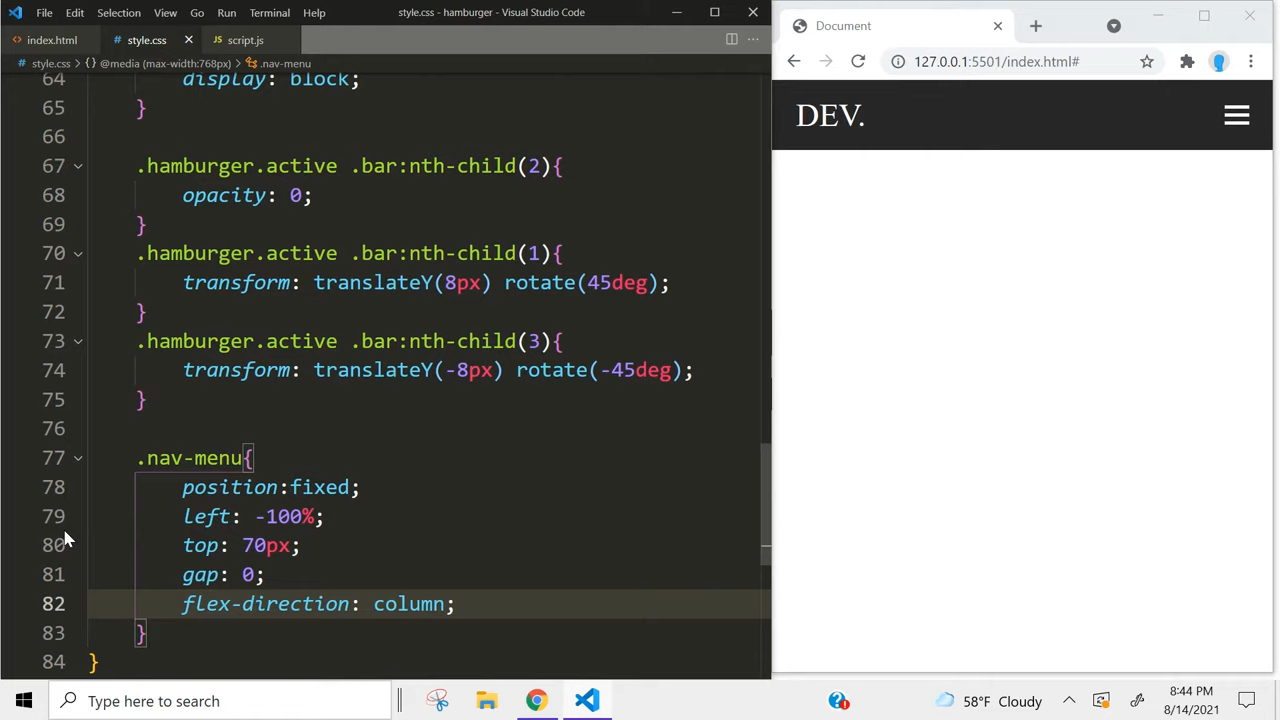 File Edit Selection View Go Run Terminal Help
style.css - hamburger - Visual Studio Code
index.html
style.css
script.js
style.css > {} @media (max-width:768px) > .nav-menu
64 display: block;
65 }
66
67 .hamburger.active .bar:nth-child(2){
68 opacity: 0;
69 }
70 .hamburger.active .bar:nth-child(1){
71 transform: translateY(8px) rotate(45deg);
72 }
73 .hamburger.active .bar:nth-child(3){
74 transform: translateY(-8px) rotate(-45deg);
75 }
76
77 .nav-menu{
78 position:fixed;
79 left: -100%;
80 top: 70px;
81 gap: 0;
82 flex-direction: column;
83 }
84 }
Document
127.0.0.1:5501/index.html#
DEV.
Type here to search
58°F Cloudy
8:44 PM
8/14/2021